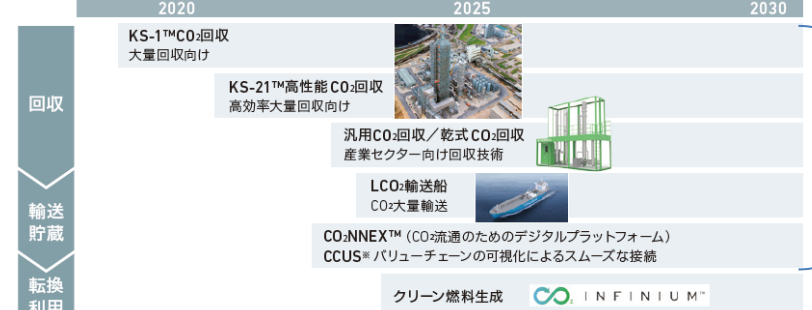 2020 2025 2030
回収
KS-1™CO₂回収
大量回収向け
KS-21™高性能CO₂回収
高効率大量回収向け
汎用CO₂回収／乾式CO₂回収
産業セクター向け回収技術
輸送
貯蔵
LCO₂輸送船
CO₂大量輸送
CO₂NNEX™（CO₂流通のためのデジタルプラットフォーム）
CCUS※バリューチェーンの可視化によるスムーズな接続
転換
利用
クリーン燃料生成
INFINIUM™